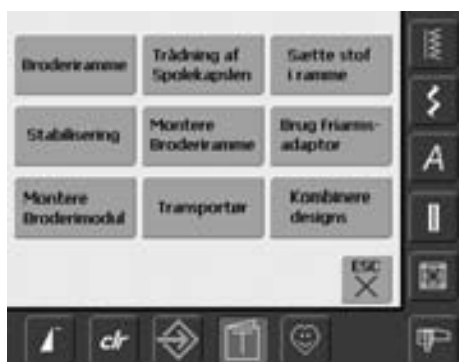 Broderiramme
Trådning af
Spolekapslen
Sætte stof
i ramme
Stabilisering
Montere
Broderiramme
Brug Friarms-
adaptor
Montere
Broderimodul
Transportør
Kombinere
designs
ESC
A
clr